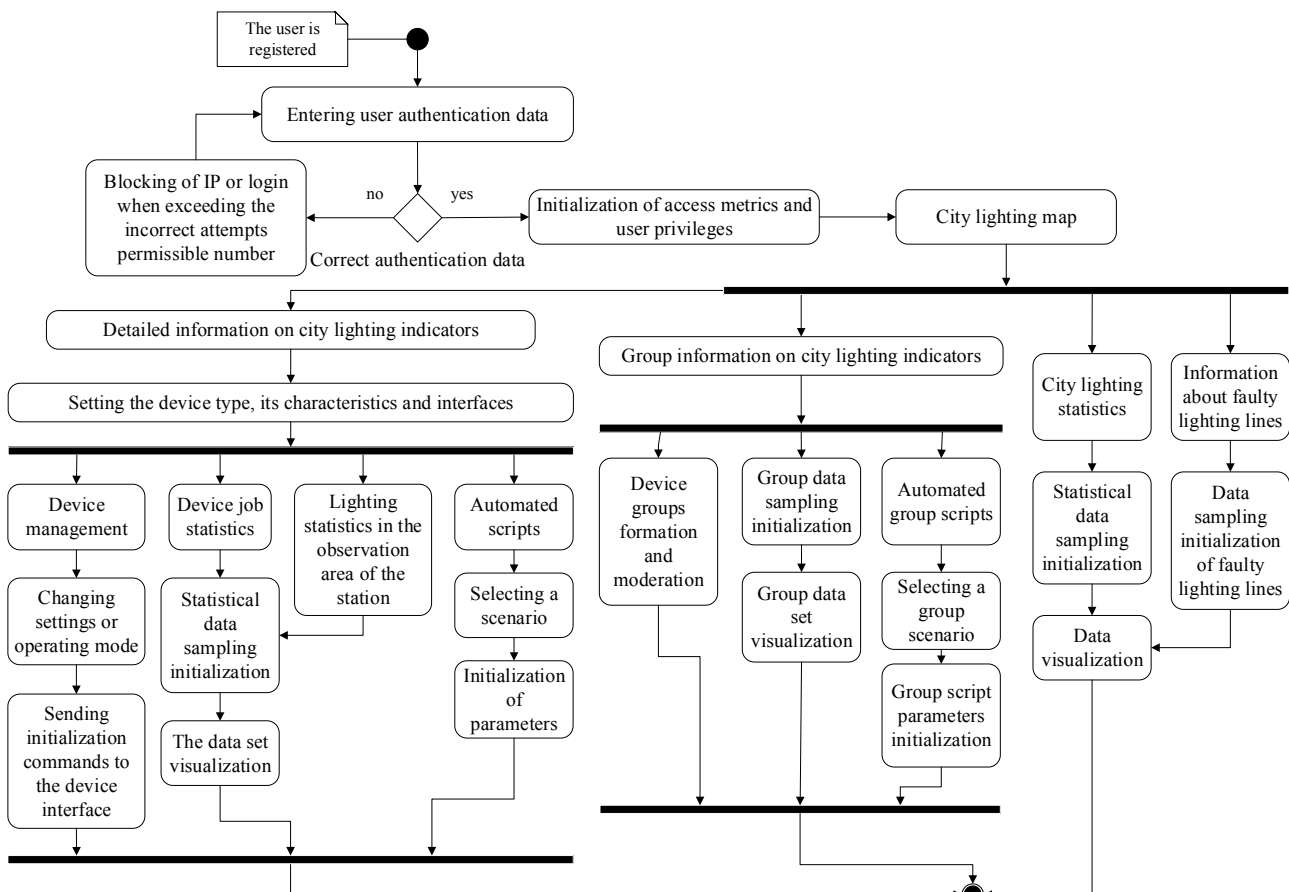 The user is
registered
Entering user authentication data
Blocking of IP or login
when exceeding the
incorrect attempts
permissible number
no
yes
Correct authentication data
Initialization of access metrics and
user privileges
City lighting map
Detailed information on city lighting indicators
Setting the device type, its characteristics and interfaces
Group information on city lighting indicators
City lighting
statistics
Information
about faulty
lighting lines
Device
management
Device job
statistics
Lighting
statistics in the
observation
area of the
station
Automated
scripts
Changing
settings or
operating mode
Statistical
data
sampling
initialization
Selecting a
scenario
Initialization
of
parameters
Sending
initialization
commands to
the device
interface
The data set
visualization
Device
groups
formation
and
moderation
Group data
sampling
initialization
Automated
group scripts
Group data
set
visualization
Selecting a
group
scenario
Group script
parameters
initialization
Statistical
data
sampling
initialization
Data
sampling
initialization
of faulty
lighting lines
Data
visualization